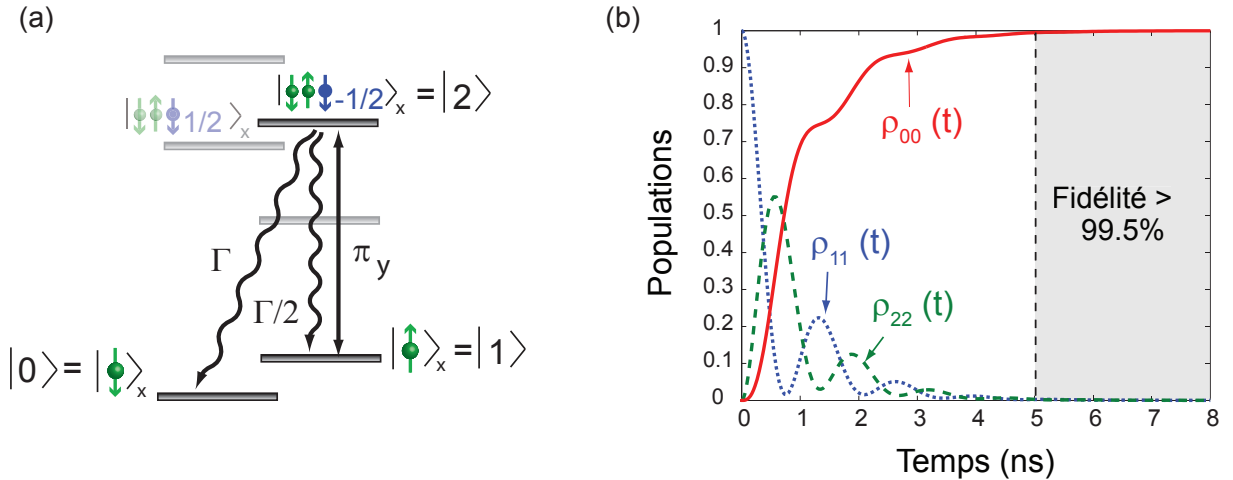 (a)
|↓↑↓ -1/2⟩x = |2⟩
|↓↑↓ 1/2⟩x
Γ
Γ/2
πy
|0⟩ = |↓⟩x
|↑⟩x = |1⟩
(b)
Populations
1
0.9
0.8
0.7
0.6
0.5
0.4
0.3
0.2
0.1
0
ρ00 (t)
ρ11 (t)
ρ22 (t)
Fidélité >
99.5%
0 1 2 3 4 5 6 7 8
Temps (ns)